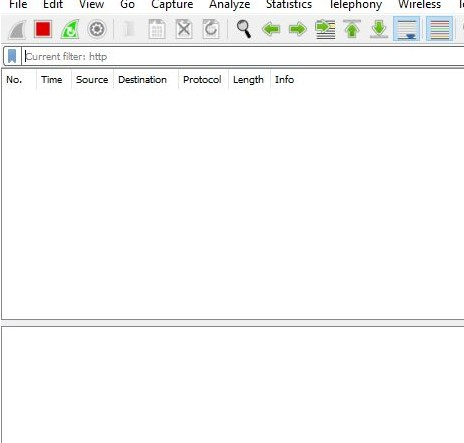 File Edit View Go Capture Analyze Statistics Telephony Wireless
Current filter: http
No. Time Source Destination Protocol Length Info